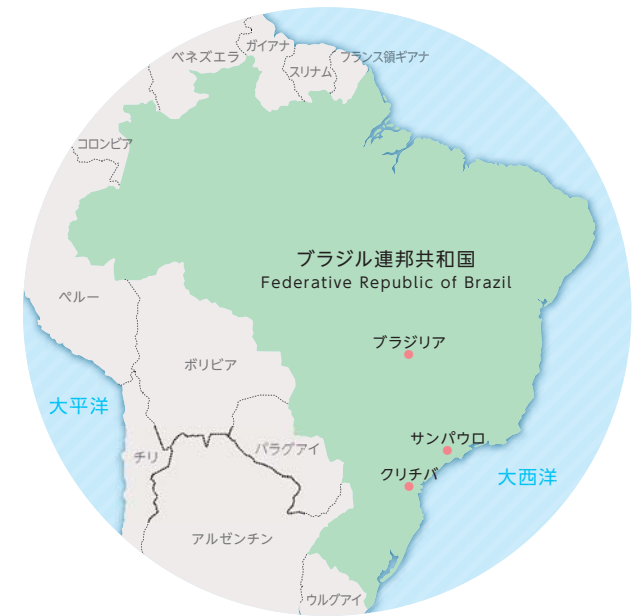 ベネズエラ
ガイアナ
スリナム
フランス領ギアナ
コロンビア
ブラジル連邦共和国
Federative Republic of Brazil
ペルー
ブラジリア
ボリビア
大平洋
サンパウロ
チリ
パラグアイ
クリチバ
大西洋
アルゼンチン
ウルグアイ